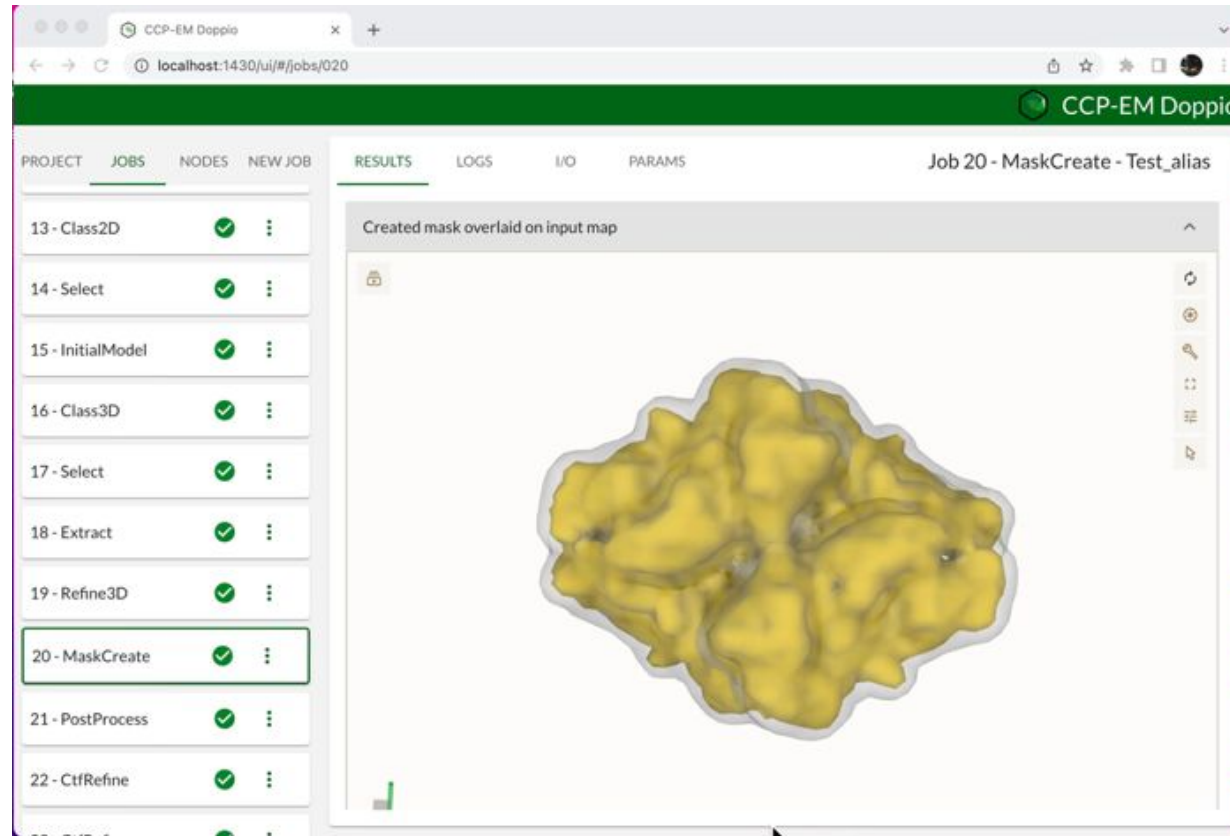 CCP-EM Doppio
localhost:1430/ui/#/jobs/020
CCP-EM Doppio
PROJECT JOBS NODES NEW JOB
RESULTS LOGS I/O PARAMS
Job 20 - MaskCreate - Test_alias
13 - Class2D
14 - Select
15 - InitialModel
16 - Class3D
17 - Select
18 - Extract
19 - Refine3D
20 - MaskCreate
21 - PostProcess
22 - CtfRefine
Created mask overlaid on input map